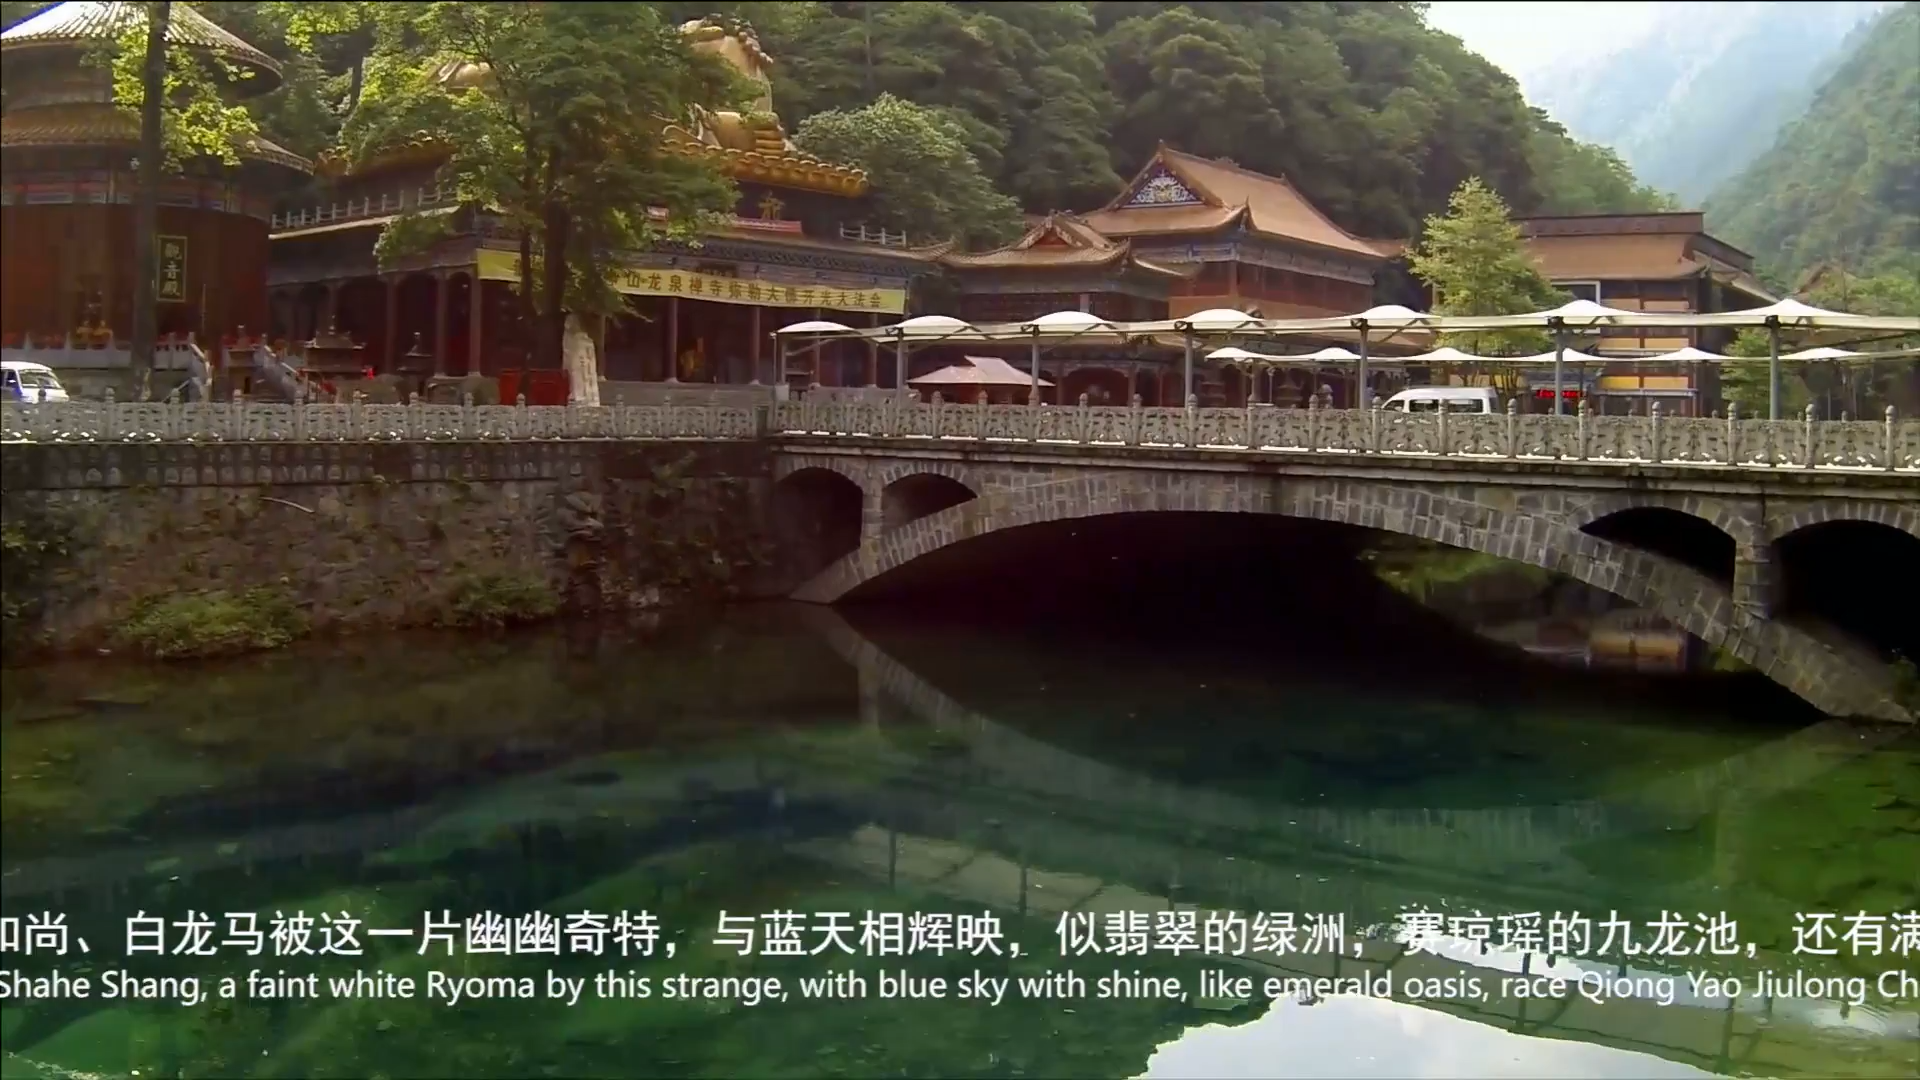 觀音殿
山龙泉禅寺弥勒大佛开光大法会
和尚、白龙马被这一片幽幽奇特，与蓝天相辉映，似翡翠的绿洲，赛琼瑶的九龙池，还有满
Shahe Shang, a faint white Ryoma by this strange, with blue sky with shine, like emerald oasis, race Qiong Yao Jiulong Ch